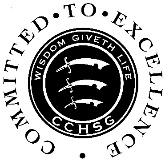 COMMITTED • TO • EXCELLENCE •
WISDOM GIVETH LIFE
CCHSG